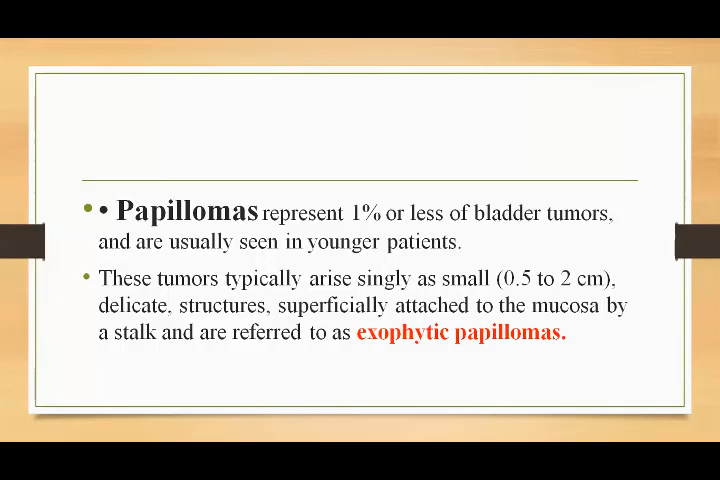 • • Papillomas represent 1% or less of bladder tumors,
and are usually seen in younger patients.
• These tumors typically arise singly as small (0.5 to 2 cm),
delicate, structures, superficially attached to the mucosa by
a stalk and are referred to as exophytic papillomas.